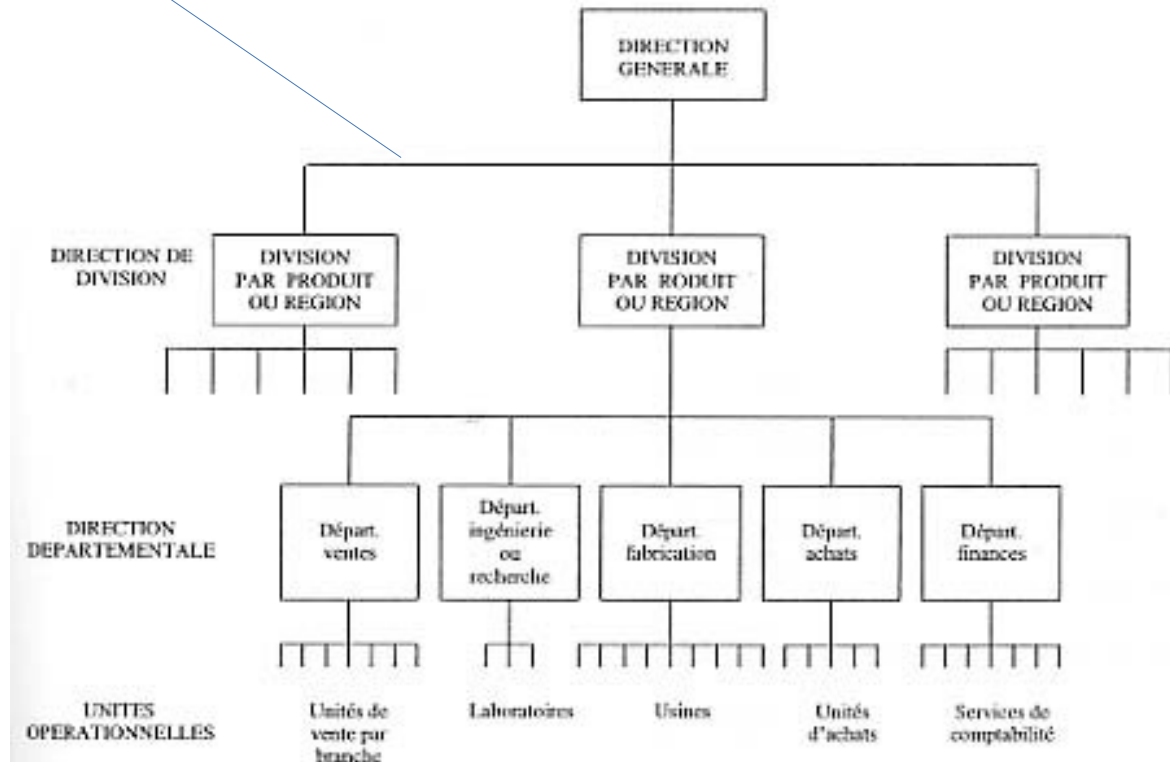 DIRECTION
GENERALE
DIRECTION DE
DIVISION
DIVISION
PAR PRODUIT
OU REGION
DIVISION
PAR RODUIT
OU REGION
DIVISION
PAR PRODUIT
OU REGION
DIRECTION
DEPARTEMENTALE
Départ.
ventes
Départ.
ingénierie
ou
recherche
Départ.
fabrication
Départ.
achats
Départ.
finances
UNITES
OPERATIONNELLES
Unités de
vente par
branche
Laboratoires
Usines
Unités
d'achats
Services de
comptabilité